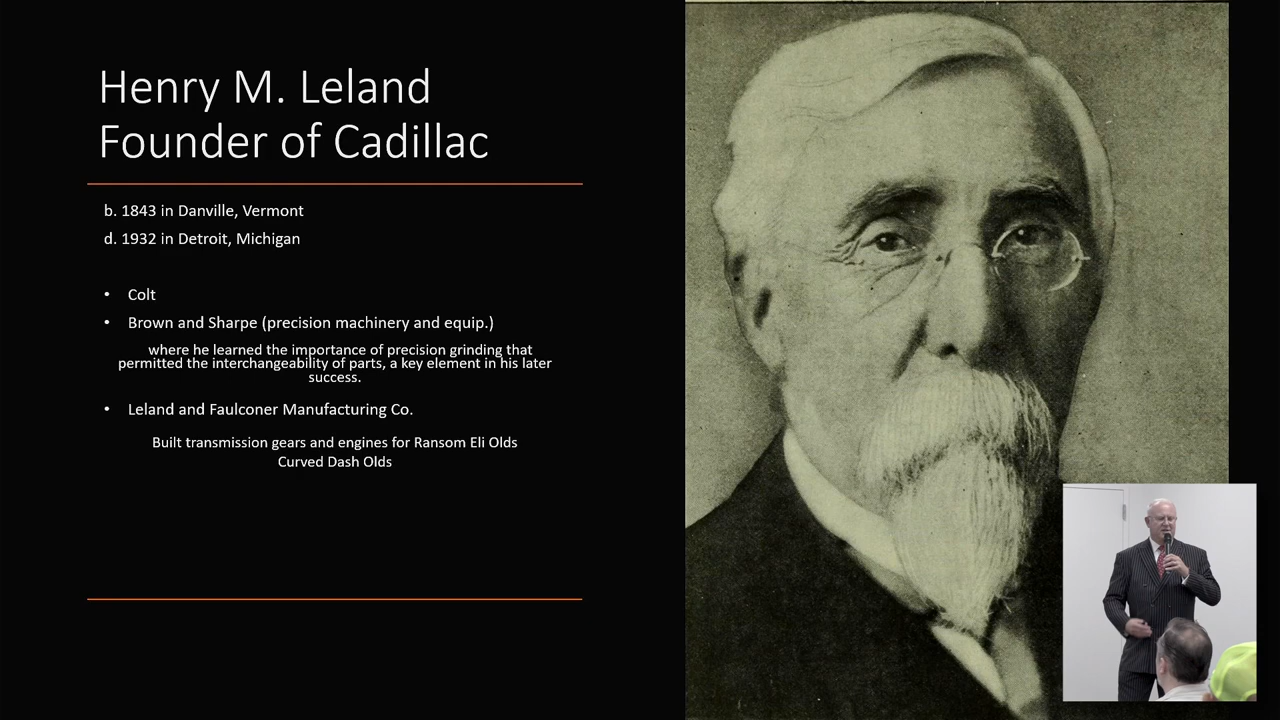 Henry M. Leland
Founder of Cadillac
b. 1843 in Danville, Vermont
d. 1932 in Detroit, Michigan
• Colt
• Brown and Sharpe (precision machinery and equip.)
where he learned the importance of precision grinding that
permitted the interchangeability of parts, a key element in his later
success.
• Leland and Faulconer Manufacturing Co.
Built transmission gears and engines for Ransom Eli Olds
Curved Dash Olds